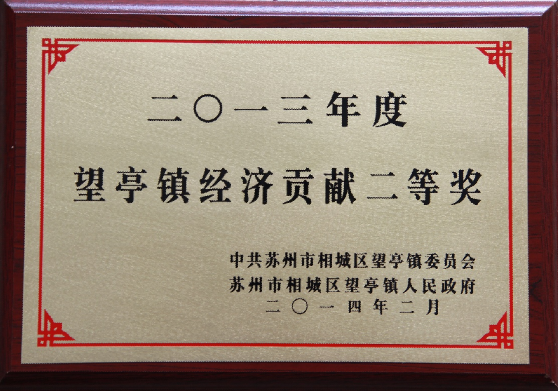 二〇一三年度
望亭镇经济贡献二等奖
中共苏州市相城区望亭镇委员会
苏州市相城区望亭镇人民政府
二〇一四年二月